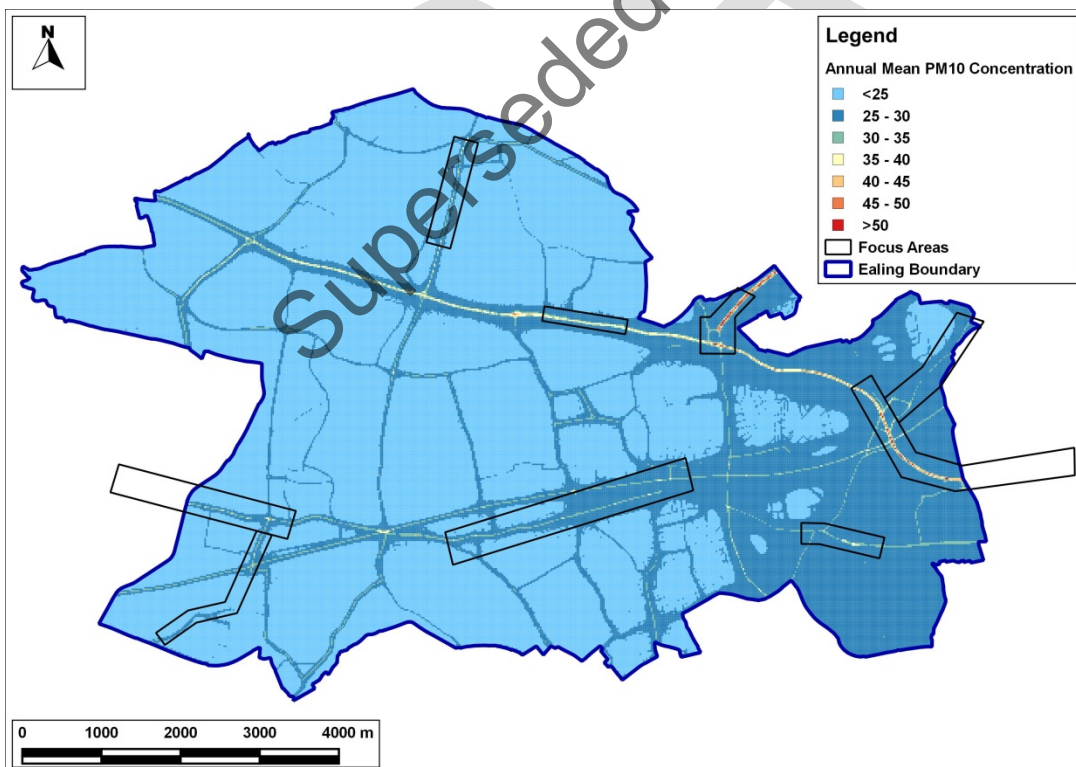 Superseded
N
Legend
Annual Mean PM10 Concentration
<25
25 - 30
30 - 35
35 - 40
40 - 45
45 - 50
>50
Focus Areas
Ealing Boundary
0 1000 2000 3000 4000 m